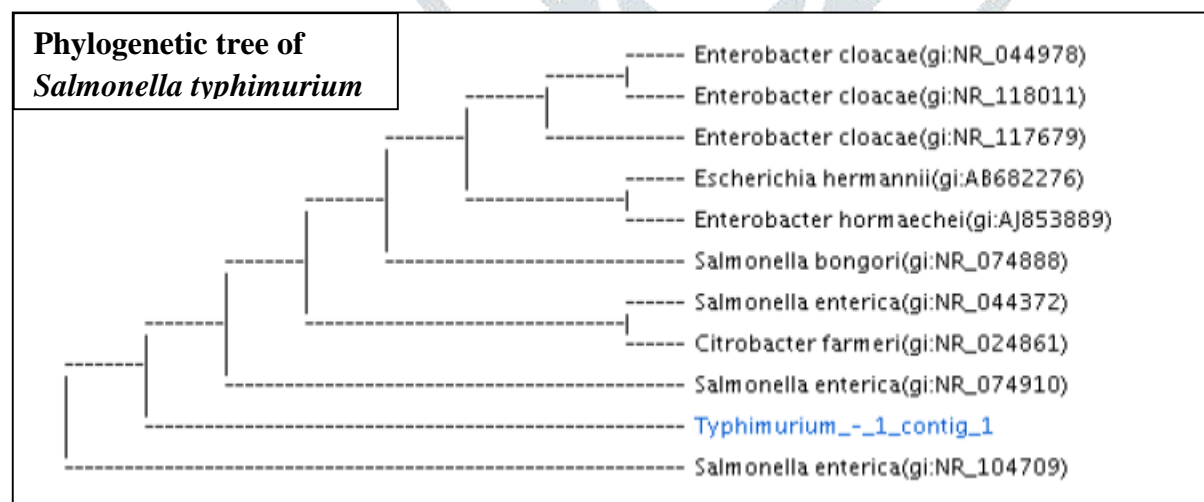 Phylogenetic tree of
Salmonella typhimurium
Enterobacter cloacae(gi:NR_044978)
Enterobacter cloacae(gi:NR_118011)
Enterobacter cloacae(gi:NR_117679)
Escherichia hermannii(gi:AB682276)
Enterobacter hormaechei(gi:AJ853889)
Salmonella bongori(gi:NR_074888)
Salmonella enterica(gi:NR_044372)
Citrobacter farmeri(gi:NR_024861)
Salmonella enterica(gi:NR_074910)
Typhimurium_-_1_contig_1
Salmonella enterica(gi:NR_104709)